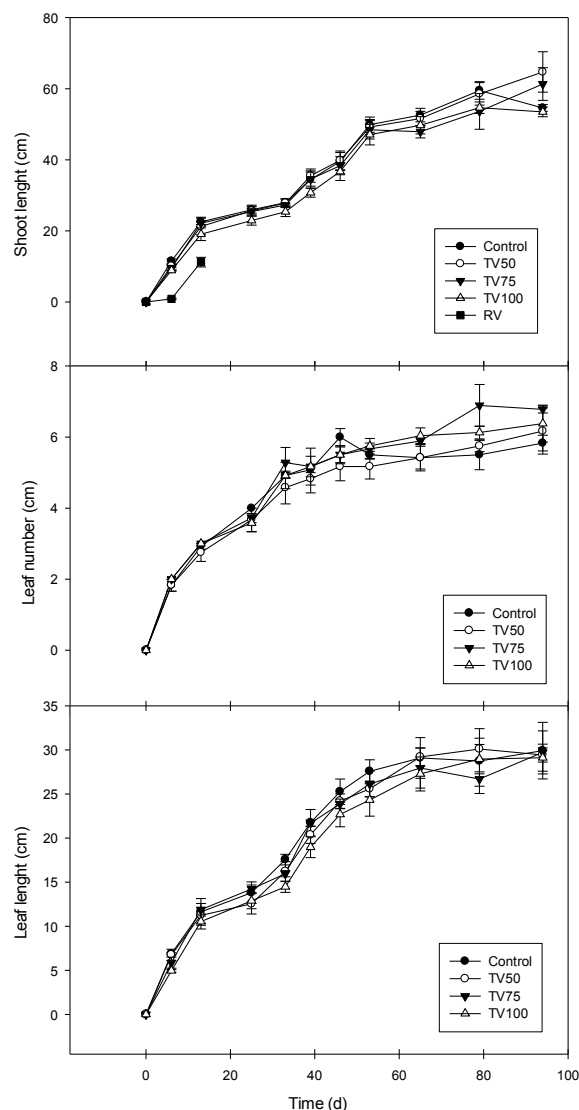 80
60
40
20
0
Shoot lenght (cm)
Control
TV50
TV75
TV100
RV
8
6
4
2
0
Leaf number (cm)
Control
TV50
TV75
TV100
35
30
25
20
15
10
5
0
Leaf lenght (cm)
Control
TV50
TV75
TV100
0 20 40 60 80 100
Time (d)